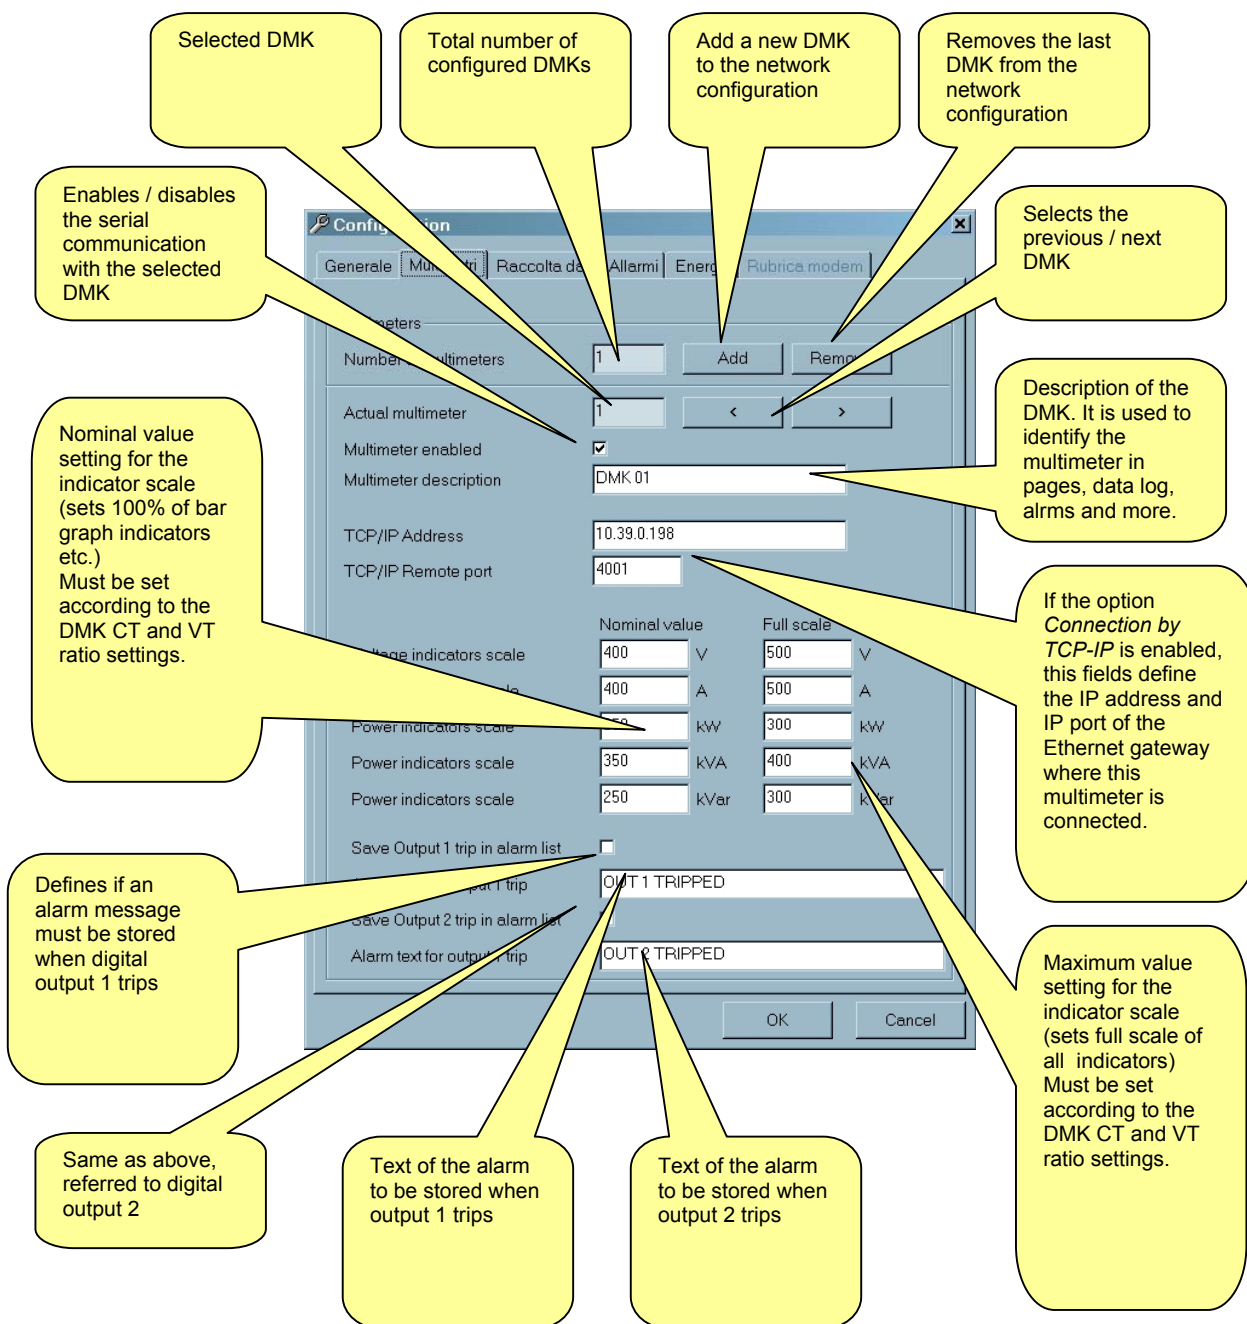 Selected DMK
Total number of
configured DMKs
Add a new DMK
to the network
configuration
Removes the last
DMK from the
network
configuration
Enables / disables
the serial
communication
with the selected
DMK
Selects the
previous / next
DMK
Generale
Raccolta
Allarmi
Rubrica modem
Number
1
Add
Actual multimeter
1
<
>
Multimeter enabled
Multimeter description
DMK 01
Description of the
DMK. It is used to
identify the
multimeter in
pages, data log,
alrms and more.
Nominal value
setting for the
indicator scale
(sets 100% of bar
graph indicators
etc.)
Must be set
according to the
DMK CT and VT
ratio settings.
TCP/IP Address
10.39.0.198
TCP/IP Remote port
4001
If the option
Connection by
TCP-IP is enabled,
this fields define
the IP address and
IP port of the
Ethernet gateway
where this
multimeter is
connected.
Nominal value
Full scale
indicators scale
400
V
500
V
400
A
500
A
Power indicators scale
kW
300
kW
Power indicators scale
350
kVA
400
kVA
Power indicators scale
250
kVar
300
kVar
Save Output 1 trip in alarm list
1 trip
OUT 1 TRIPPED
Save Output 2 trip in alarm list
Alarm text for output trip
OUT 2 TRIPPED
OK
Cancel
Defines if an
alarm message
must be stored
when digital
output 1 trips
Maximum value
setting for the
indicator scale
(sets full scale of
all indicators)
Must be set
according to the
DMK CT and VT
ratio settings.
Same as above,
referred to digital
output 2
Text of the alarm
to be stored when
output 1 trips
Text of the alarm
to be stored when
output 2 trips